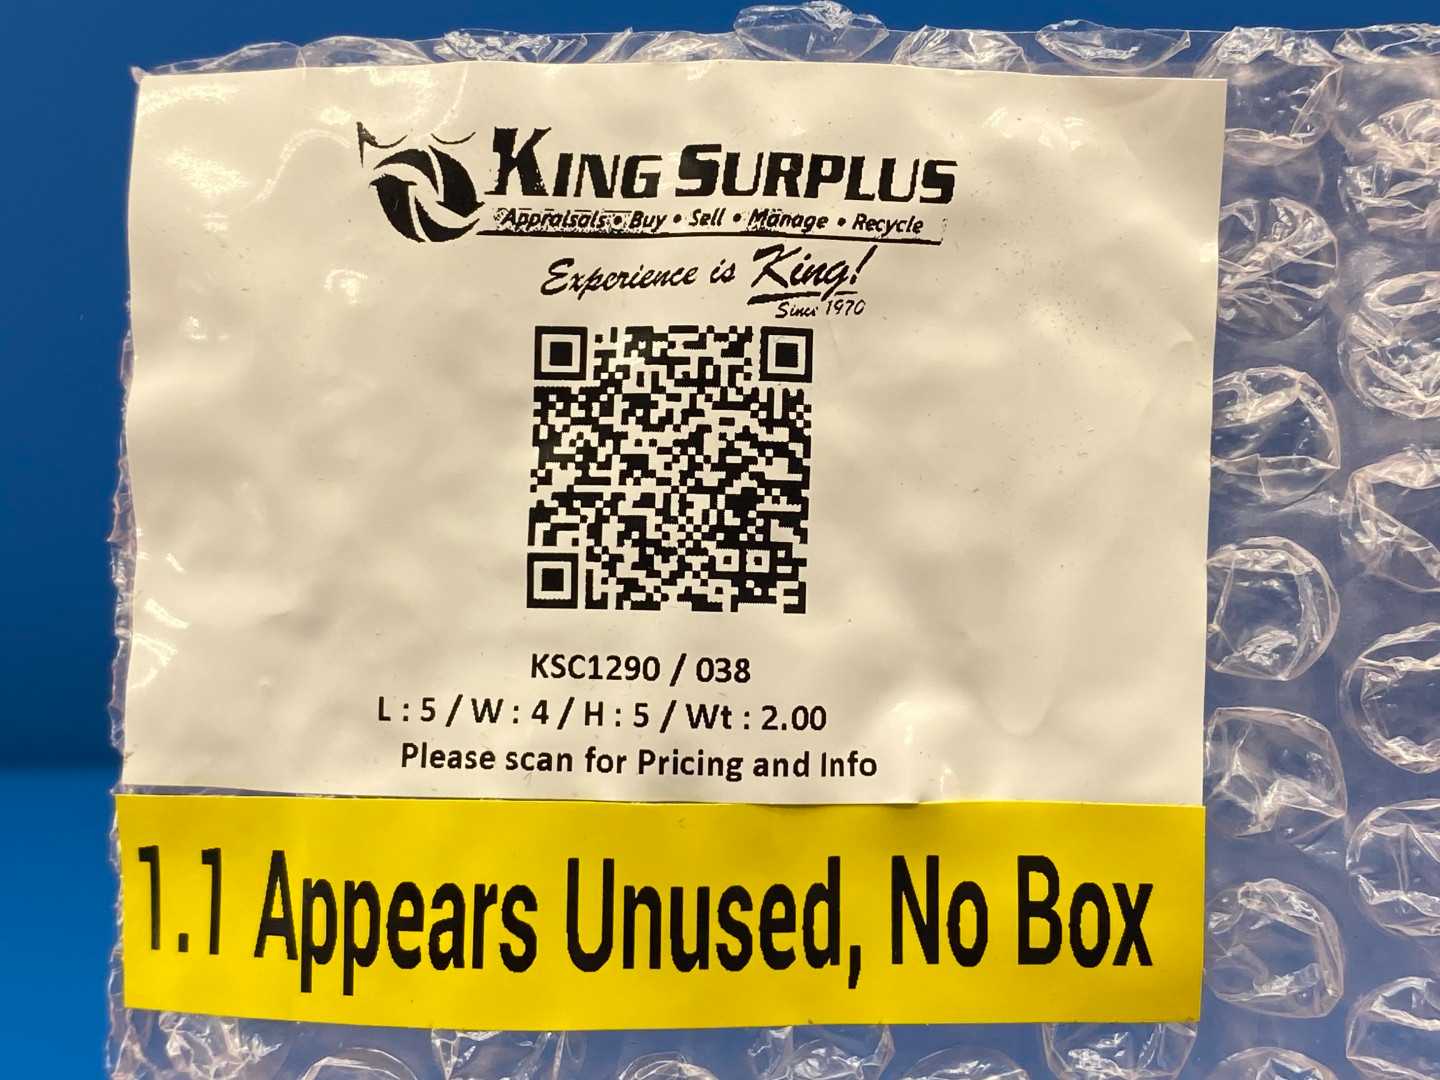 KING SURPLUS
Appraisals • Buy • Sell • Manage • Recycle
Experience is King!
Since 1970
KSC1290 / 038
L : 5 / W : 4 / H : 5 / Wt : 2.00
Please scan for Pricing and Info
1.1 Appears Unused, No Box